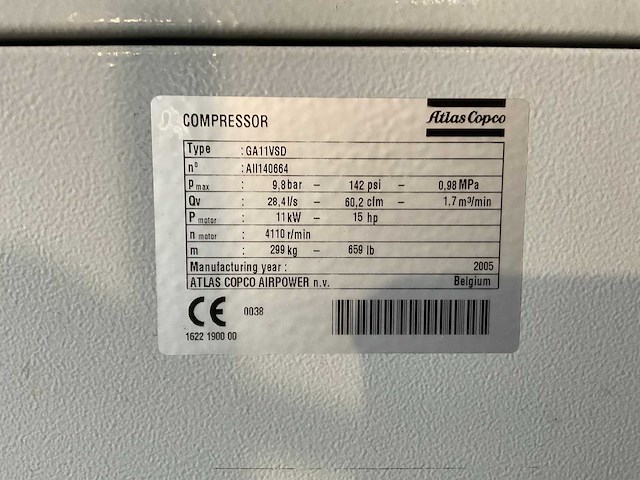 COMPRESSOR
Atlas Copco
Type : GA11VSD
n° : AII140664
P max : 9,8 bar – 142 psi – 0,98 MPa
Qv : 28,4 l/s – 60,2 cfm – 1,7 m³/min
P motor : 11 kW – 15 hp
n motor : 4110 r/min
m : 299 kg – 659 lb
Manufacturing year : 2005
ATLAS COPCO AIRPOWER n.v. Belgium
CE 0038
1622 1900 00